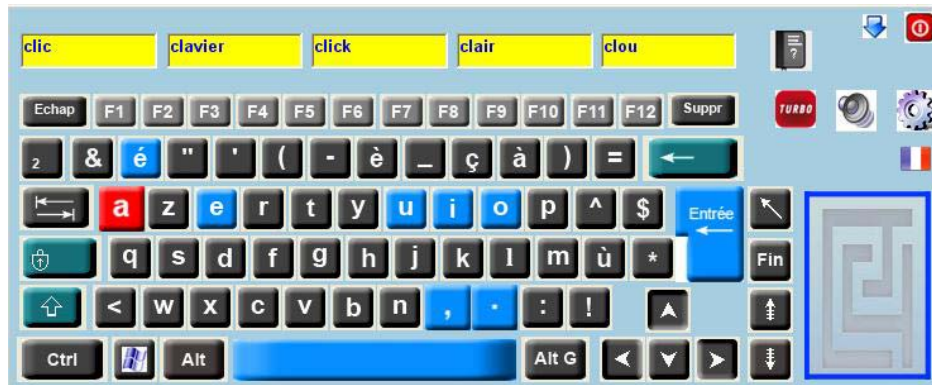 clic clavier click clair clou
?
Echap F1 F2 F3 F4 F5 F6 F7 F8 F9 F10 F11 F12 Suppr TURBO
2 & é " ' ( - è _ ç à ) =
a z e r t y u i o p ^ $ Entrée
q s d f g h j k l m ù * Fin
< w x c v b n , . : !
Ctrl Alt Alt G